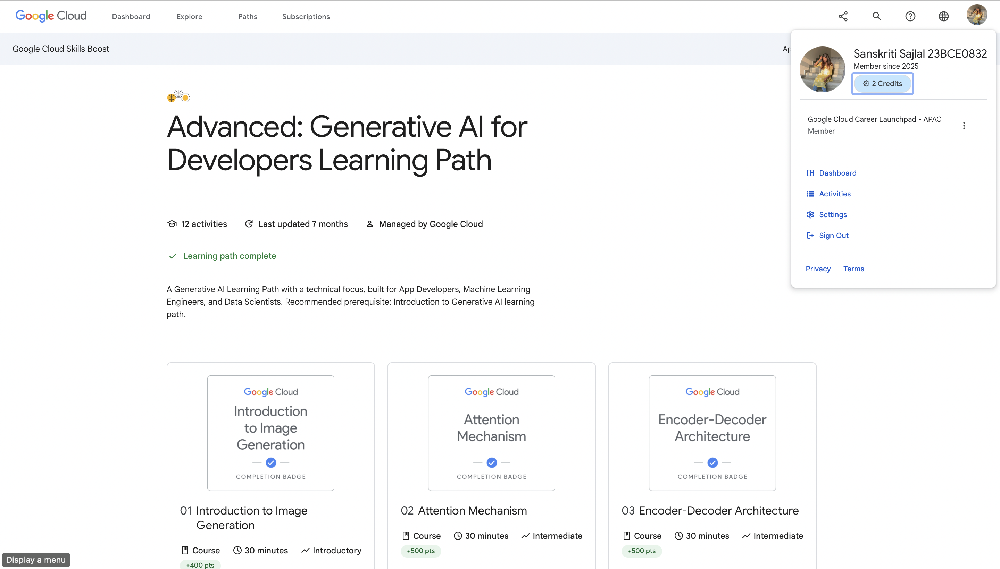 Google Cloud
Dashboard
Explore
Paths
Subscriptions
Google Cloud Skills Boost
Ap
Sanskriti Sajlal 23BCE0832
Member since 2025
2 Credits
Google Cloud Career Launchpad - APAC
Member
Dashboard
Activities
Settings
Sign Out
Privacy
Terms
Advanced: Generative AI for
Developers Learning Path
12 activities
Last updated 7 months
Managed by Google Cloud
Learning path complete
A Generative AI Learning Path with a technical focus, built for App Developers, Machine Learning
Engineers, and Data Scientists. Recommended prerequisite: Introduction to Generative AI learning
path.
Google Cloud
Introduction
to Image
Generation
COMPLETION BADGE
01 Introduction to Image
Generation
Course
30 minutes
Introductory
+400 pts
Google Cloud
Attention
Mechanism
COMPLETION BADGE
02 Attention Mechanism
Course
30 minutes
Intermediate
+500 pts
Google Cloud
Encoder-Decoder
Architecture
COMPLETION BADGE
03 Encoder-Decoder Architecture
Course
30 minutes
Intermediate
+500 pts
Display a menu